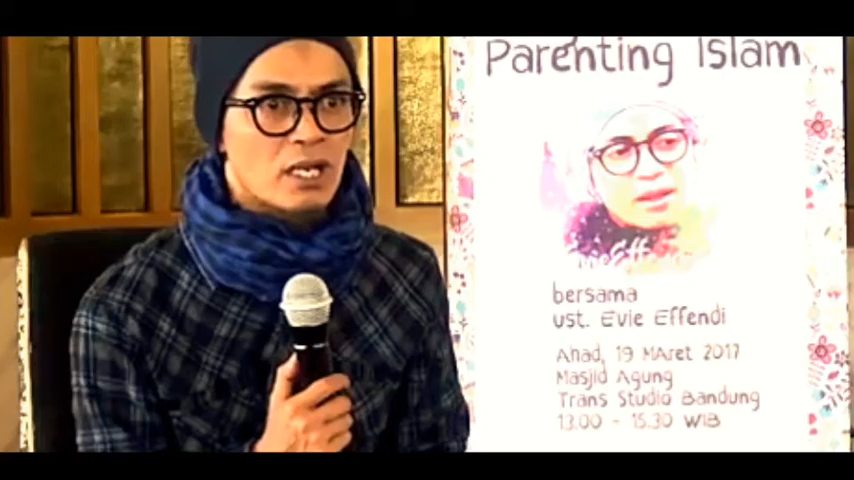 Parenting Islam
bersama
ust. Evie Effendi
Ahad, 19 Maret 2017
Masjid Agung
Trans Studio Bandung
13.00 - 15.30 WIB